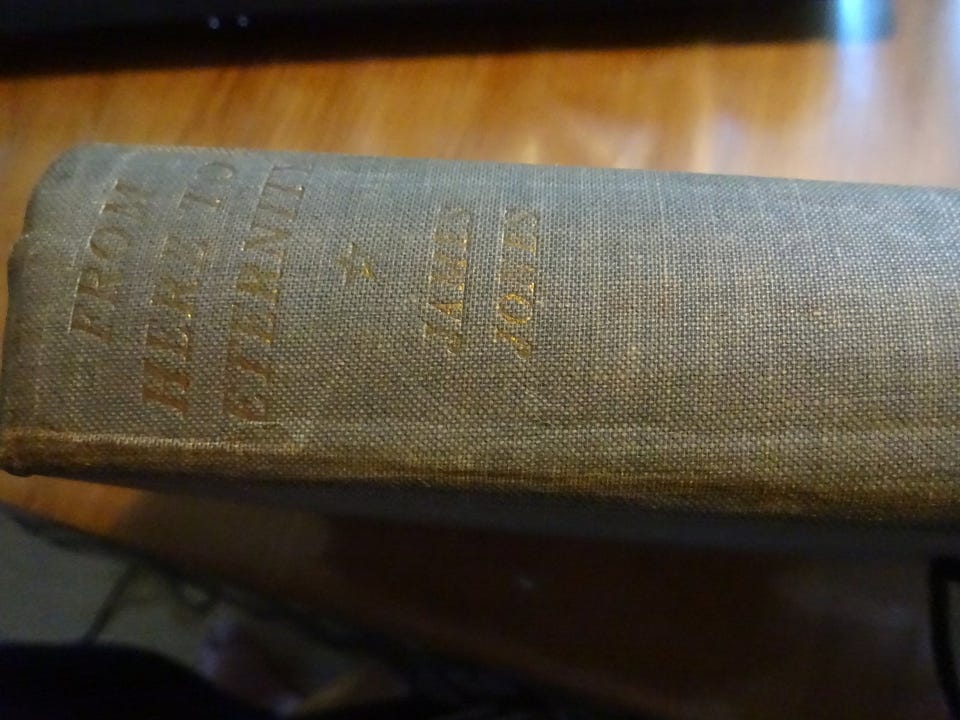 FROM
HERE TO
ETERNITY
JAMES
JONES